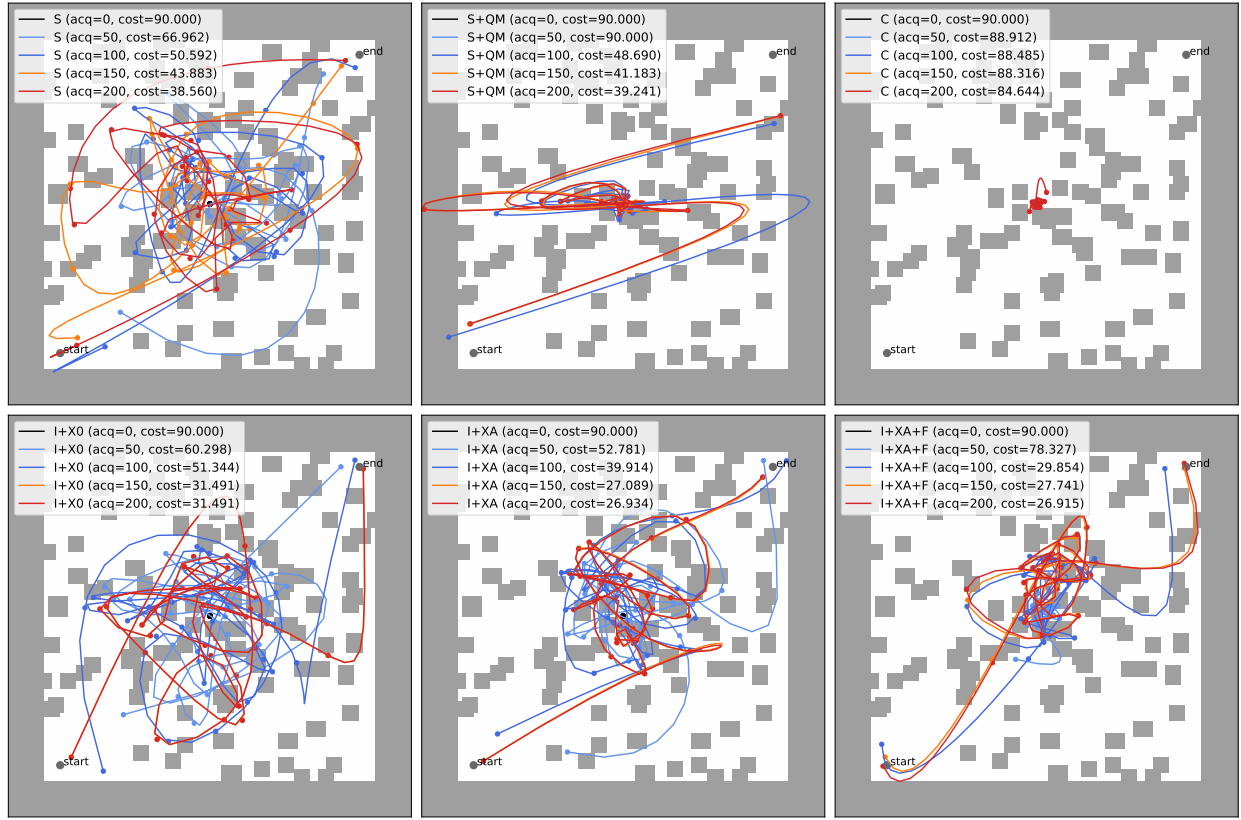 S (acq=0, cost=90.000)
S (acq=50, cost=66.962)
S (acq=100, cost=50.592)
S (acq=150, cost=43.883)
S (acq=200, cost=38.560)
end
start
S+QM (acq=0, cost=90.000)
S+QM (acq=50, cost=90.000)
S+QM (acq=100, cost=48.690)
S+QM (acq=150, cost=41.183)
S+QM (acq=200, cost=39.241)
end
start
C (acq=0, cost=90.000)
C (acq=50, cost=88.912)
C (acq=100, cost=88.485)
C (acq=150, cost=88.316)
C (acq=200, cost=84.644)
end
start
I+X0 (acq=0, cost=90.000)
I+X0 (acq=50, cost=60.298)
I+X0 (acq=100, cost=51.344)
I+X0 (acq=150, cost=31.491)
I+X0 (acq=200, cost=31.491)
end
start
I+XA (acq=0, cost=90.000)
I+XA (acq=50, cost=52.781)
I+XA (acq=100, cost=39.914)
I+XA (acq=150, cost=27.089)
I+XA (acq=200, cost=26.934)
end
start
I+XA+F (acq=0, cost=90.000)
I+XA+F (acq=50, cost=78.327)
I+XA+F (acq=100, cost=29.854)
I+XA+F (acq=150, cost=27.741)
I+XA+F (acq=200, cost=26.915)
end
start